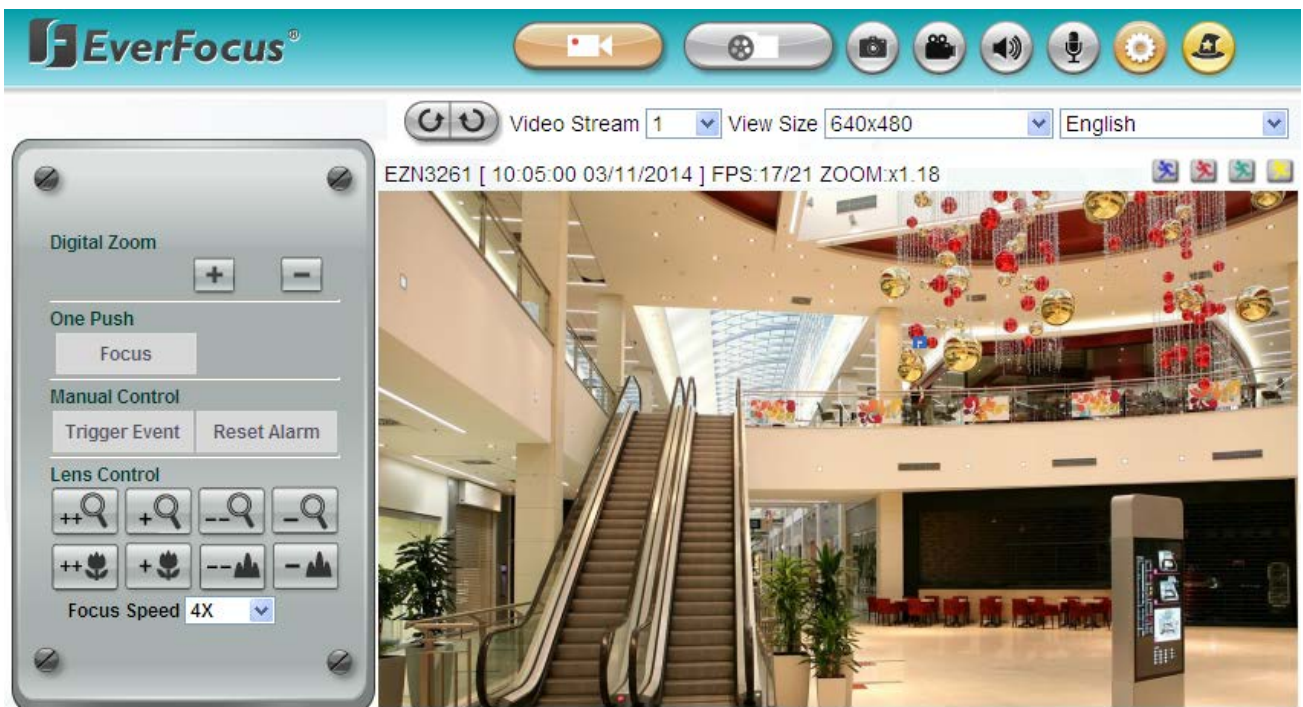 EverFocus®
Video Stream 1 View Size 640x480 English
EZN3261 [ 10:05:00 03/11/2014 ] FPS:17/21 ZOOM:x1.18
Digital Zoom
+ -
One Push
Focus
Manual Control
Trigger Event Reset Alarm
Lens Control
++ + -- -
++ + -- -
Focus Speed 4X